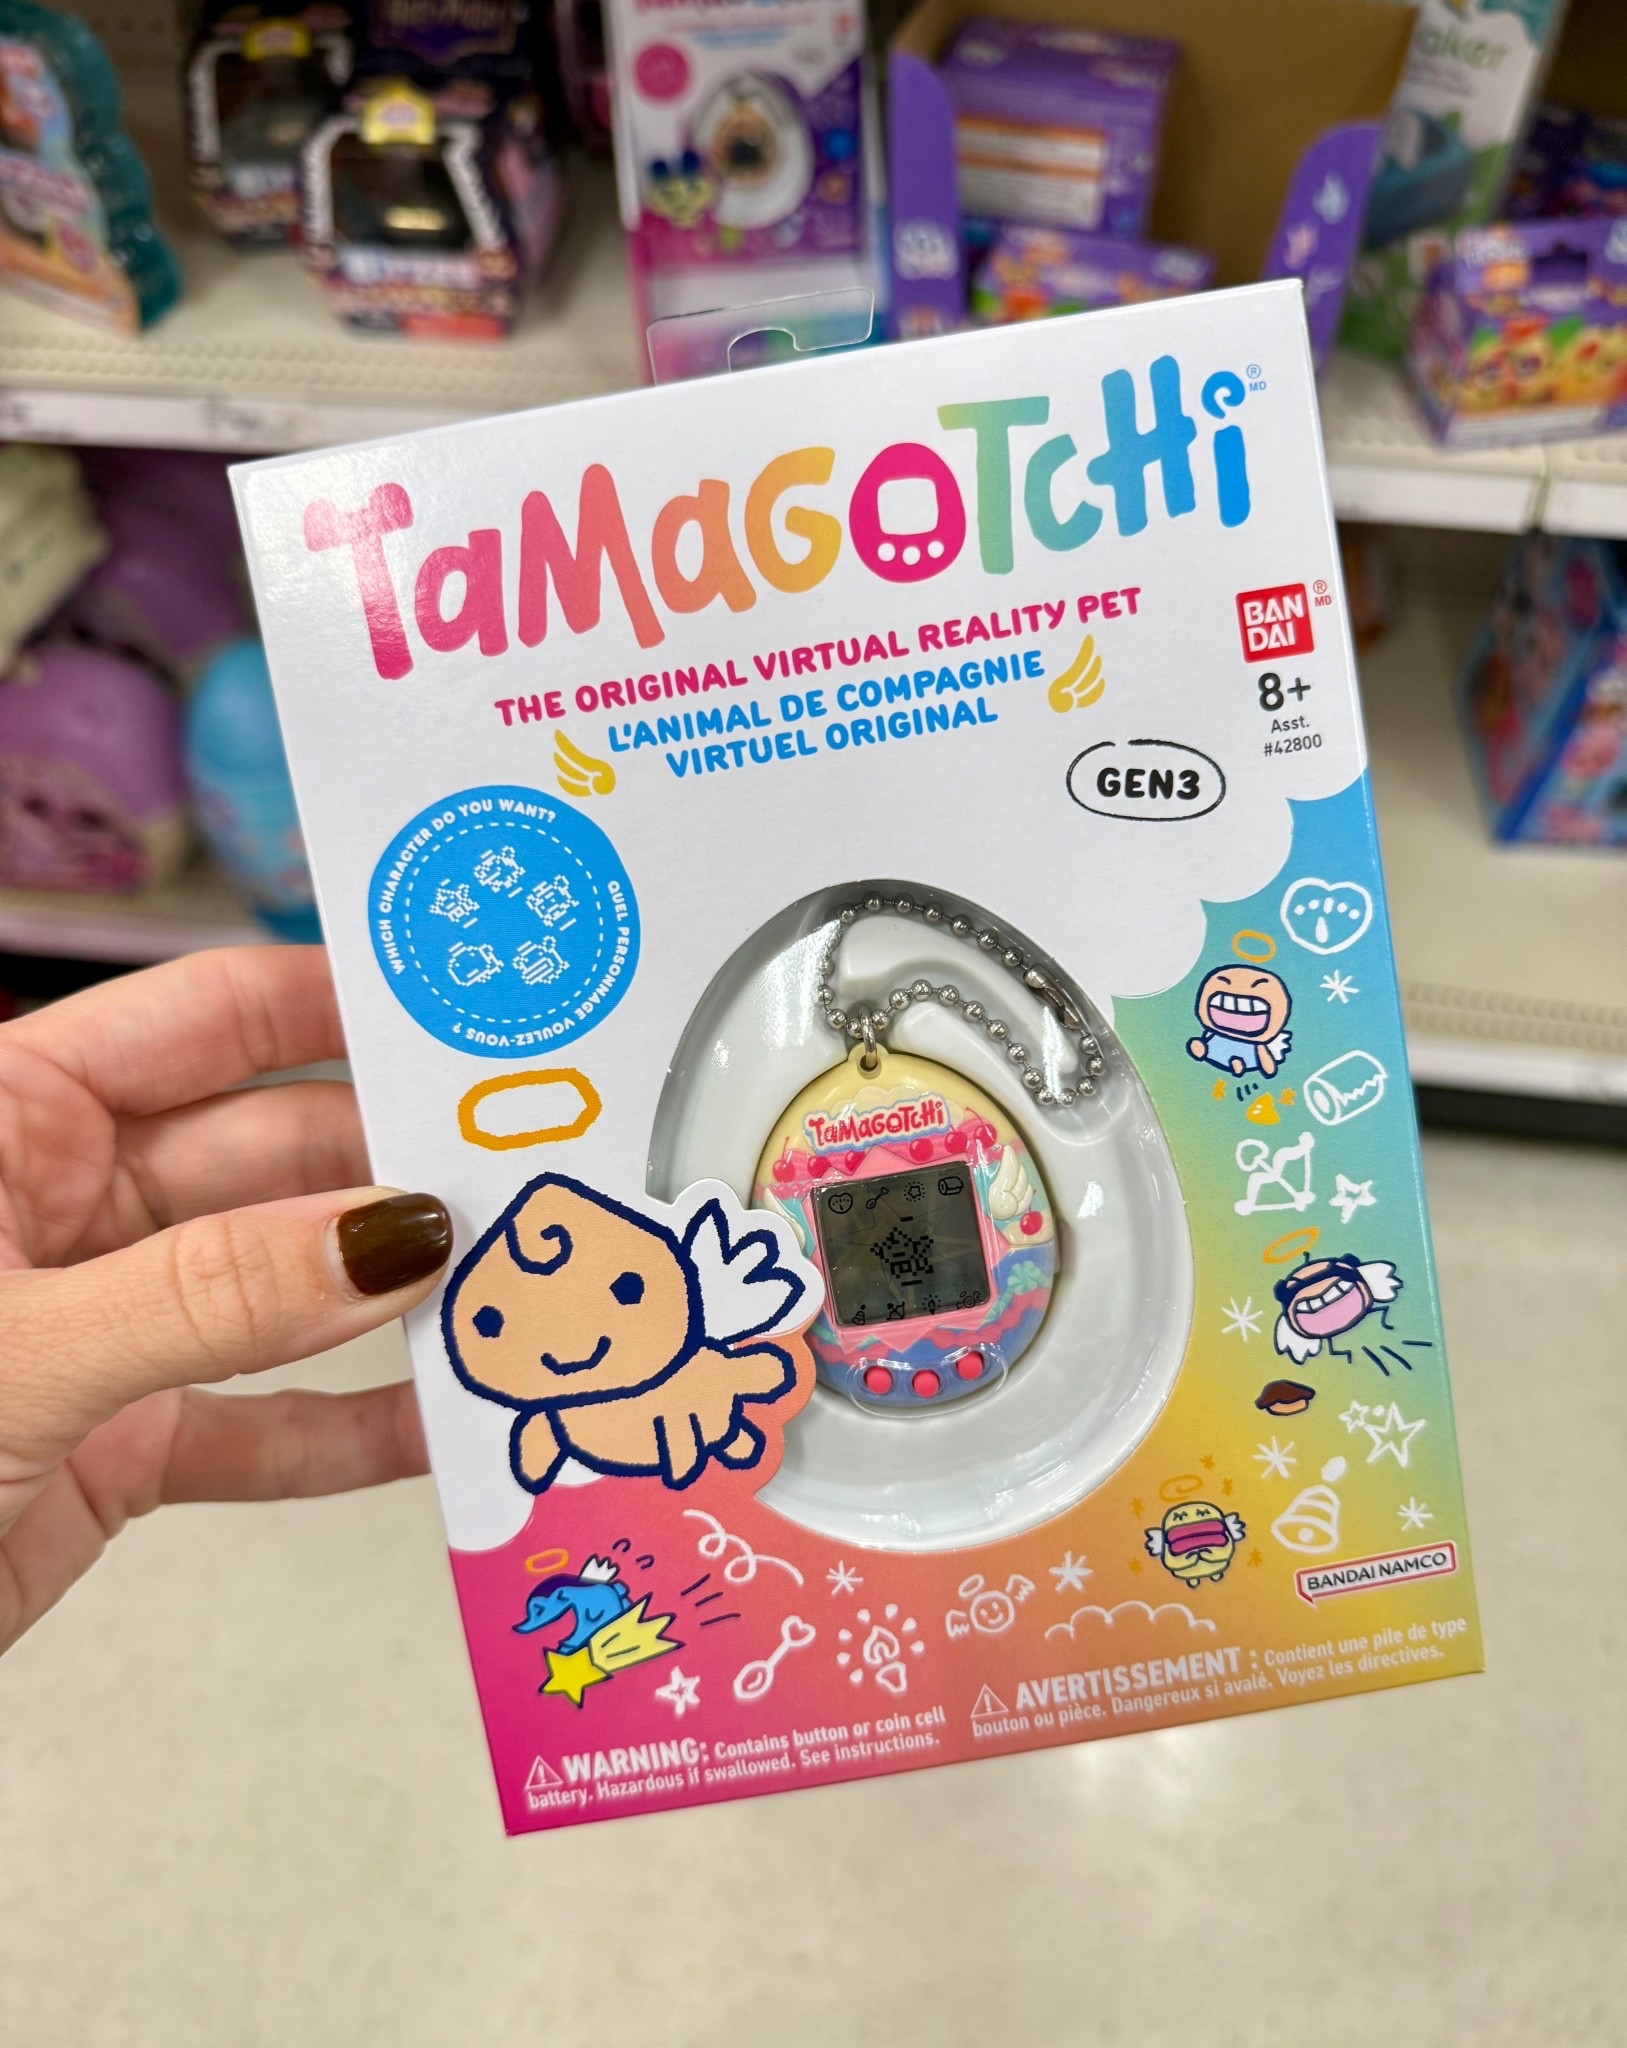 TAMAGOTCHI
® MD
THE ORIGINAL VIRTUAL REALITY PET
L'ANIMAL DE COMPAGNIE
VIRTUEL ORIGINAL
BAN
DAI
® MD
8+
Asst.
#42800
GEN3
WHICH CHARACTER DO YOU WANT?
QUEL PERSONNAGE VOULEZ-VOUS ?
TAMAGOTCHI
BANDAI NAMCO
WARNING: Contains button or coin cell
battery. Hazardous if swallowed. See instructions.
AVERTISSEMENT : Contient une pile de type
bouton ou pièce. Dangereux si avalé. Voyez les directives.